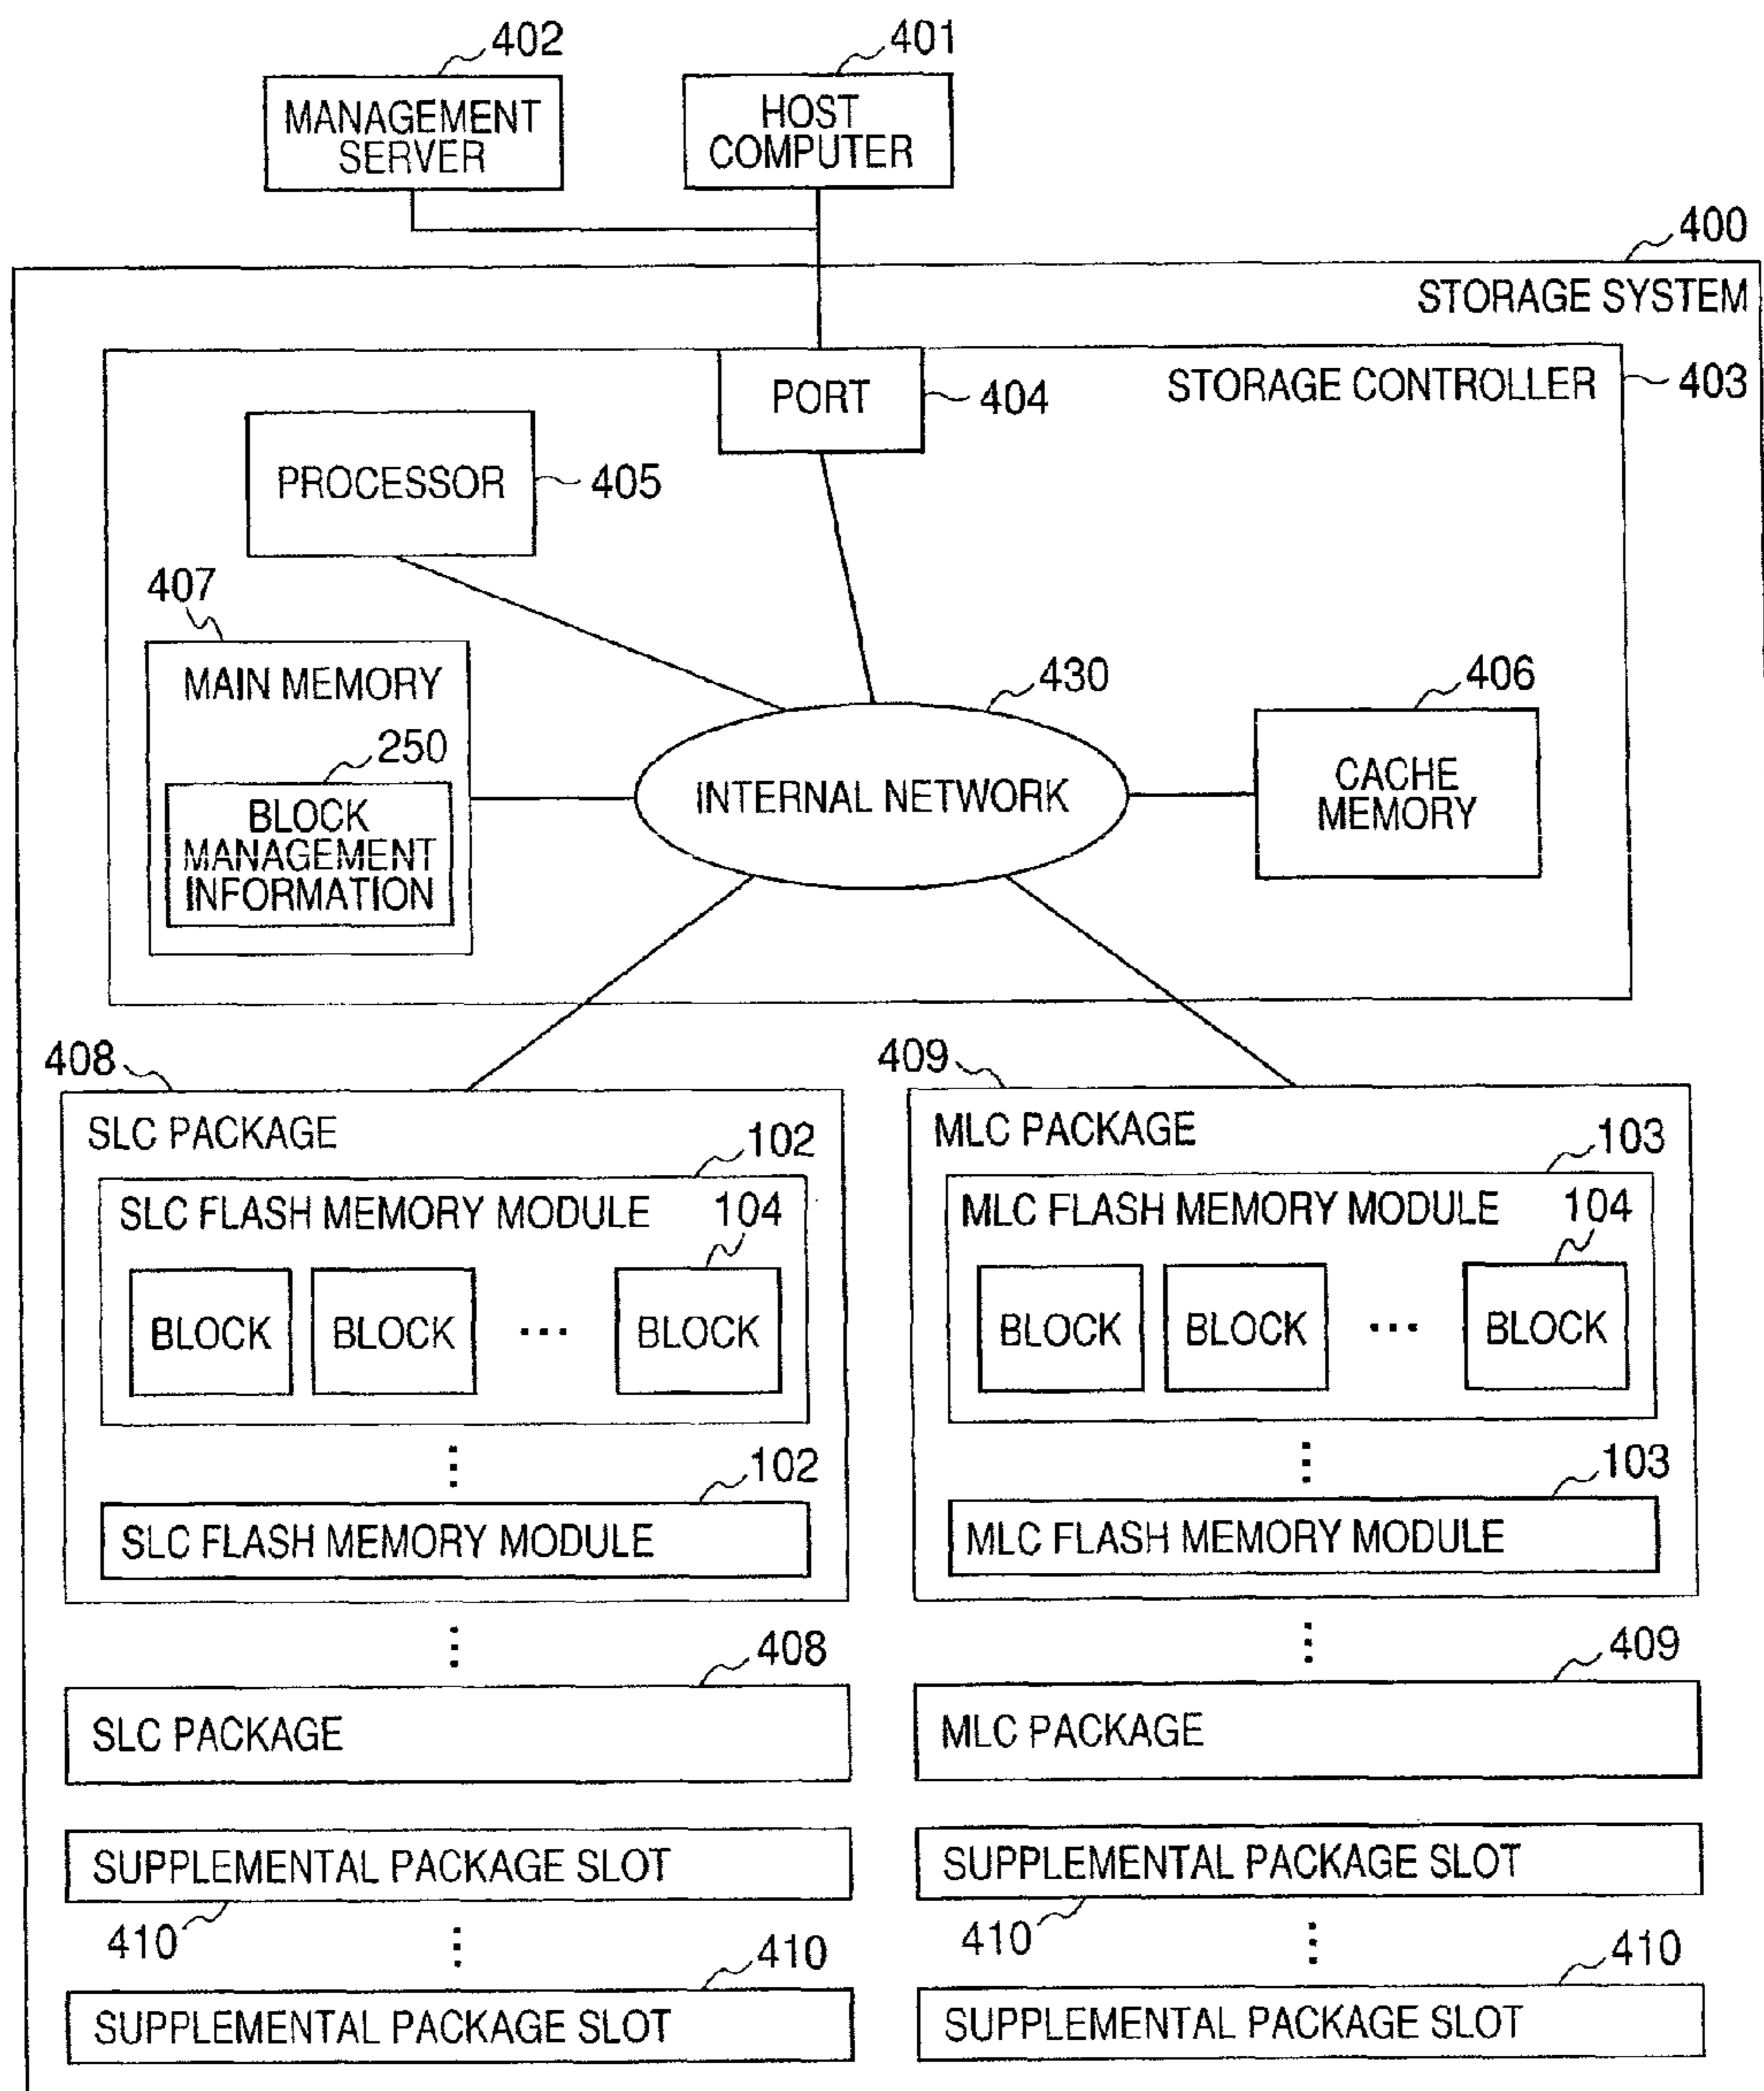 402
401
MANAGEMENT
SERVER
HOST
COMPUTER
400
STORAGE SYSTEM
PORT
404
STORAGE CONTROLLER
403
PROCESSOR
405
407
MAIN MEMORY
430
406
250
BLOCK
MANAGEMENT
INFORMATION
INTERNAL NETWORK
CACHE
MEMORY
408
409
SLC PACKAGE
MLC PACKAGE
102
103
SLC FLASH MEMORY MODULE
104
MLC FLASH MEMORY MODULE
104
BLOCK
BLOCK
...
BLOCK
BLOCK
BLOCK
...
BLOCK
102
103
SLC FLASH MEMORY MODULE
MLC FLASH MEMORY MODULE
408
409
SLC PACKAGE
MLC PACKAGE
SUPPLEMENTAL PACKAGE SLOT
SUPPLEMENTAL PACKAGE SLOT
410
410
410
410
SUPPLEMENTAL PACKAGE SLOT
SUPPLEMENTAL PACKAGE SLOT